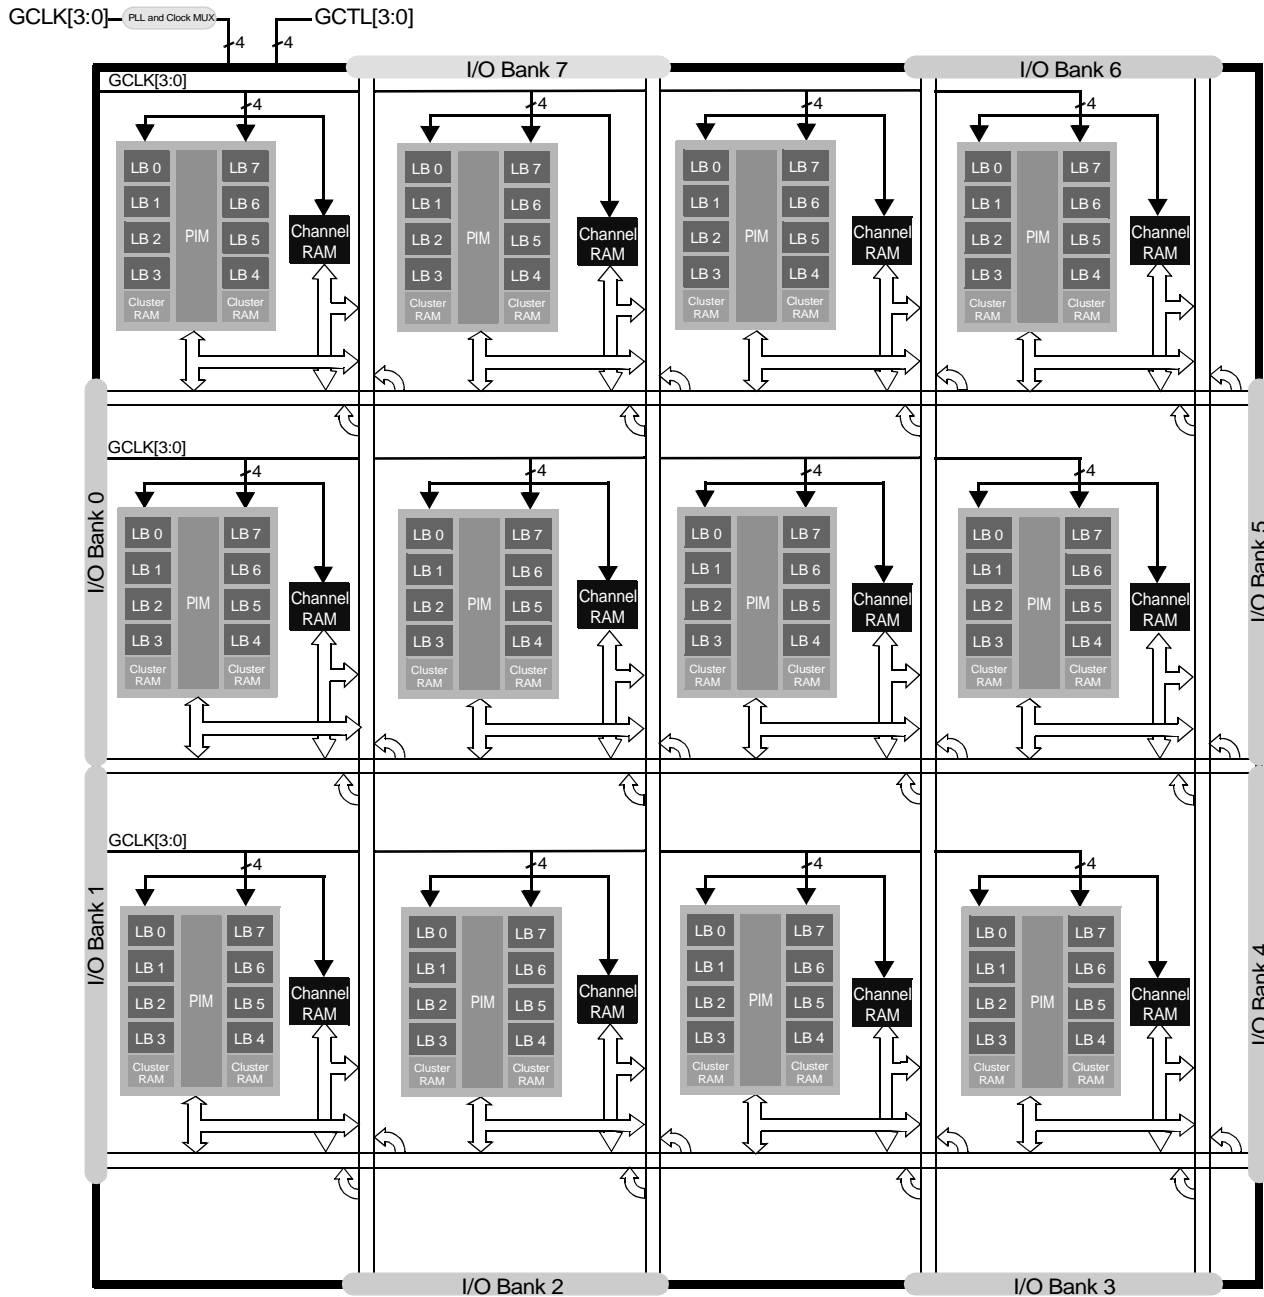 GCLK[3:0]
PLL and Clock MUX
GCTL[3:0]
4
4
I/O Bank 7
I/O Bank 6
GCLK[3:0]
4
4
4
4
LB 0
LB 7
LB 1
LB 6
LB 2
PIM
LB 5
LB 3
LB 4
Cluster
RAM
Cluster
RAM
Channel
RAM
LB 0
LB 7
LB 1
LB 6
LB 2
PIM
LB 5
LB 3
LB 4
Cluster
RAM
Cluster
RAM
Channel
RAM
LB 0
LB 7
LB 1
LB 6
LB 2
PIM
LB 5
LB 3
LB 4
Cluster
RAM
Cluster
RAM
Channel
RAM
LB 0
LB 7
LB 1
LB 6
LB 2
PIM
LB 5
LB 3
LB 4
Cluster
RAM
Cluster
RAM
Channel
RAM
I/O Bank 0
I/O Bank 5
GCLK[3:0]
4
4
4
4
LB 0
LB 7
LB 1
LB 6
LB 2
PIM
LB 5
LB 3
LB 4
Cluster
RAM
Cluster
RAM
Channel
RAM
LB 0
LB 7
LB 1
LB 6
LB 2
PIM
LB 5
LB 3
LB 4
Cluster
RAM
Cluster
RAM
Channel
RAM
LB 0
LB 7
LB 1
LB 6
LB 2
PIM
LB 5
LB 3
LB 4
Cluster
RAM
Cluster
RAM
Channel
RAM
LB 0
LB 7
LB 1
LB 6
LB 2
PIM
LB 5
LB 3
LB 4
Cluster
RAM
Cluster
RAM
Channel
RAM
I/O Bank 1
I/O Bank 4
GCLK[3:0]
4
4
4
4
LB 0
LB 7
LB 1
LB 6
LB 2
PIM
LB 5
LB 3
LB 4
Cluster
RAM
Cluster
RAM
Channel
RAM
LB 0
LB 7
LB 1
LB 6
LB 2
PIM
LB 5
LB 3
LB 4
Cluster
RAM
Cluster
RAM
Channel
RAM
LB 0
LB 7
LB 1
LB 6
LB 2
PIM
LB 5
LB 3
LB 4
Cluster
RAM
Cluster
RAM
Channel
RAM
LB 0
LB 7
LB 1
LB 6
LB 2
PIM
LB 5
LB 3
LB 4
Cluster
RAM
Cluster
RAM
Channel
RAM
I/O Bank 2
I/O Bank 3